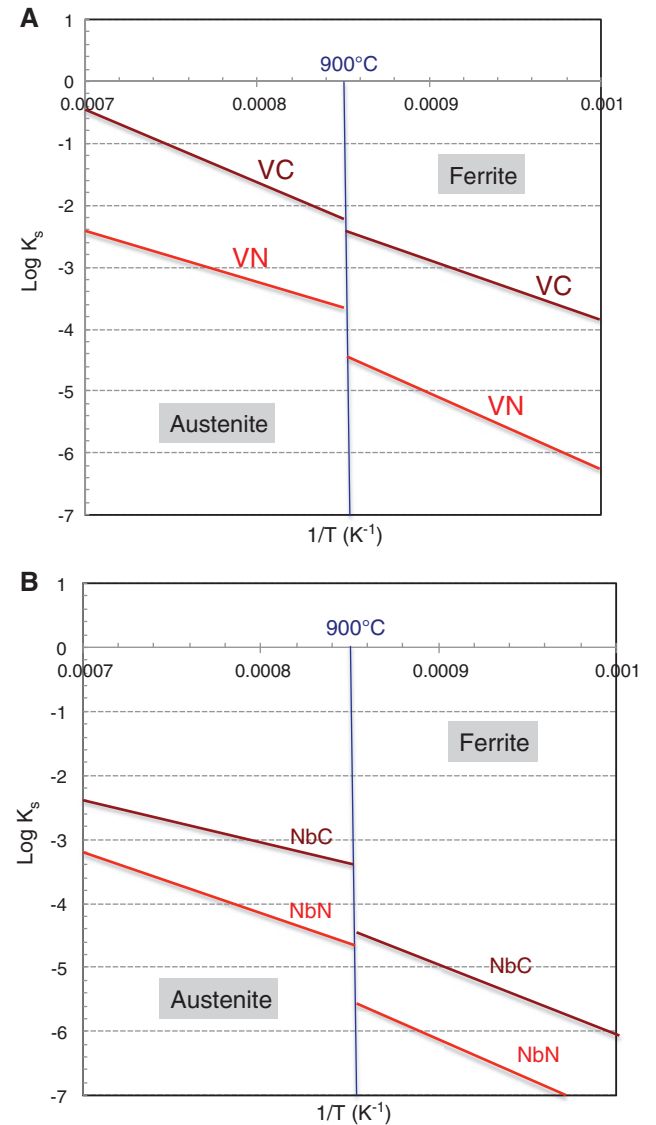 A
1
900°C
0
0.0007
0.0008
0.0009
0.001
-1
VC
Ferrite
-2
VN
-3
VC
Log Ks
-4
-5
VN
Austenite
-6
-7
1/T (K-1)
B
1
900°C
0
0.0007
0.0008
0.0009
0.001
-1
Ferrite
-2
NbC
-3
Log Ks
NbN
-4
NbC
-5
Austenite
-6
NbN
-7
1/T (K-1)